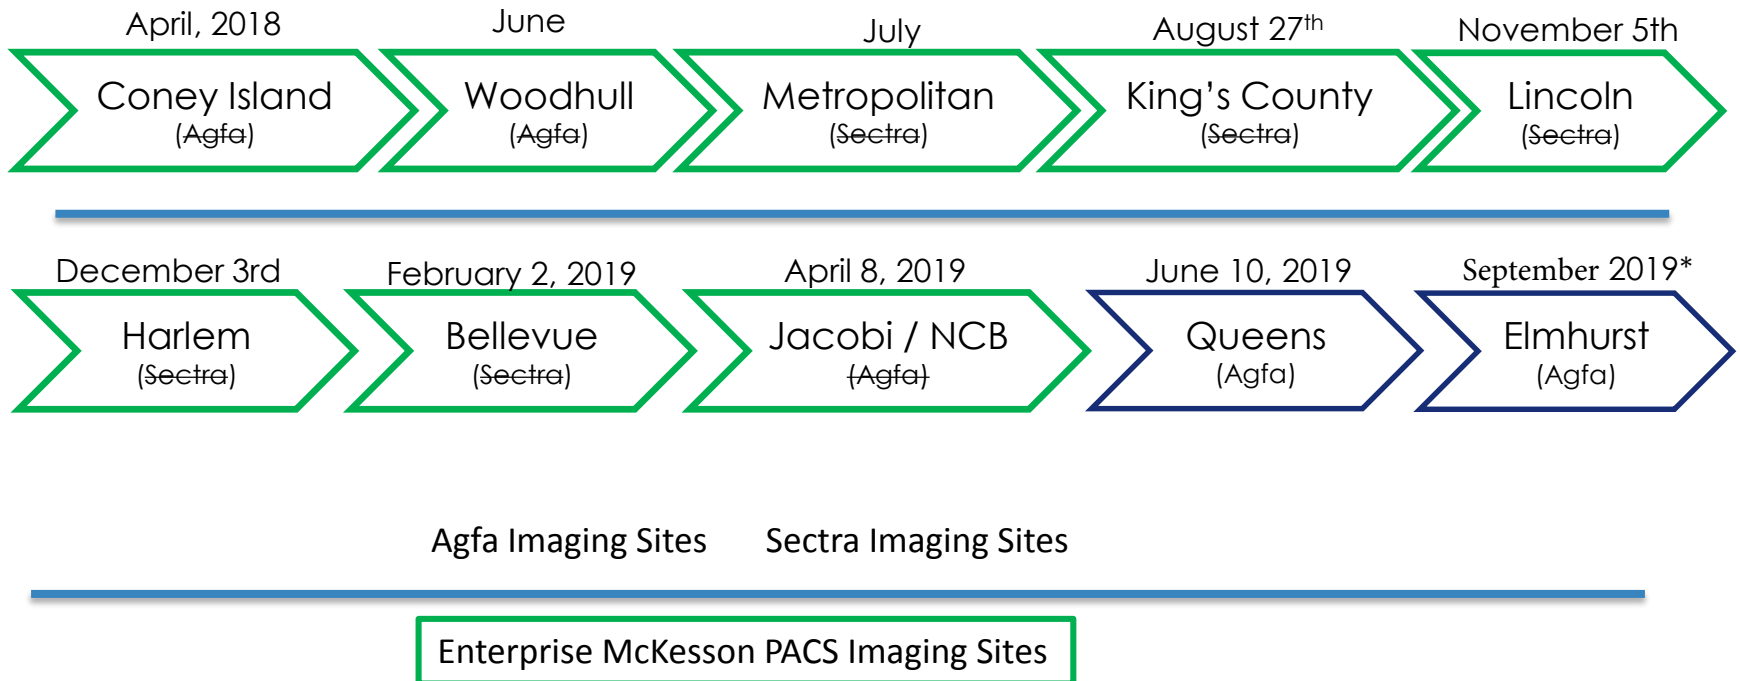 April, 2018
June
July
August 27th
November 5th
Coney Island
(Agfa)
Woodhull
(Agfa)
Metropolitan
(Sectra)
King's County
(Sectra)
Lincoln
(Sectra)
December 3rd
February 2, 2019
April 8, 2019
June 10, 2019
September 2019*
Harlem
(Sectra)
Bellevue
(Sectra)
Jacobi / NCB
(Agfa)
Queens
(Agfa)
Elmhurst
(Agfa)
Agfa Imaging Sites
Sectra Imaging Sites
Enterprise McKesson PACS Imaging Sites